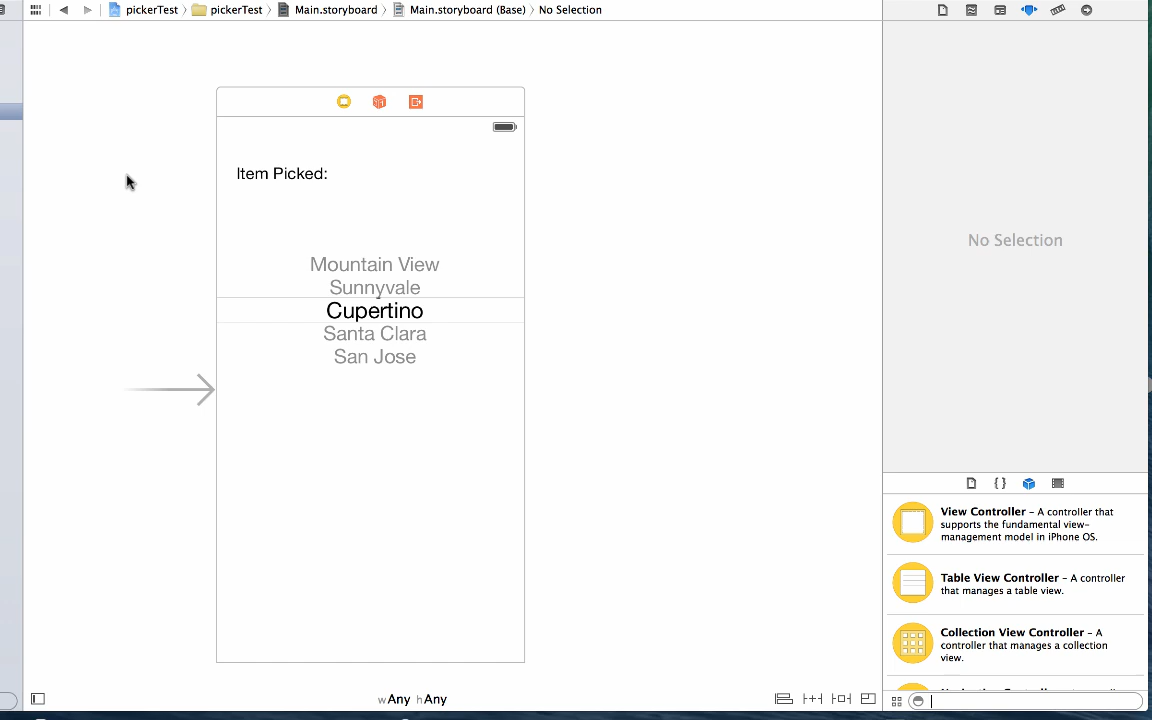 pickerTest > pickerTest > Main.storyboard > Main.storyboard (Base) > No Selection
Item Picked:
Mountain View
Sunnyvale
Cupertino
Santa Clara
San Jose
wAny hAny
No Selection
{ }
View Controller – A controller that
supports the fundamental view-
management model in iPhone OS.
Table View Controller – A controller
that manages a table view.
Collection View Controller – A
controller that manages a collection
view.